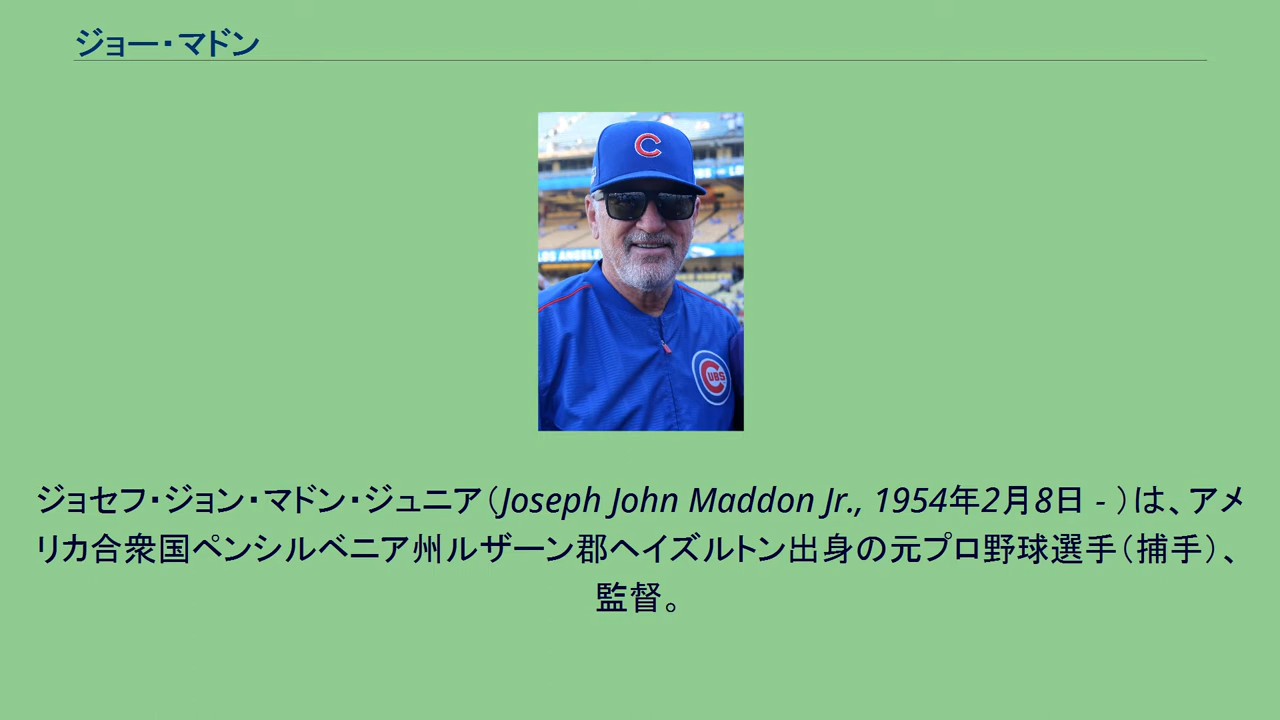 ジョー・マドン
C
LOS ANGELE
CUBS
ジョセフ・ジョン・マドン・ジュニア（Joseph John Maddon Jr., 1954年2月8日 - ）は、アメ
リカ合衆国ペンシルベニア州ルザーン郡ヘイズルトン出身の元プロ野球選手（捕手）、
監督。